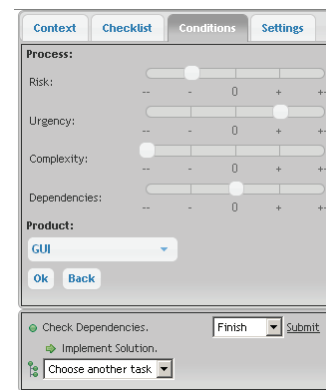 Context Checklist Conditions Settings
Process:
Risk:
-- - 0 + +
Urgency:
-- - 0 + +
Complexity:
-- - 0 + +
Dependencies:
-- - 0 + +
Product:
GUI
Ok Back
Check Dependencies. Finish Submit
Implement Solution.
Choose another task